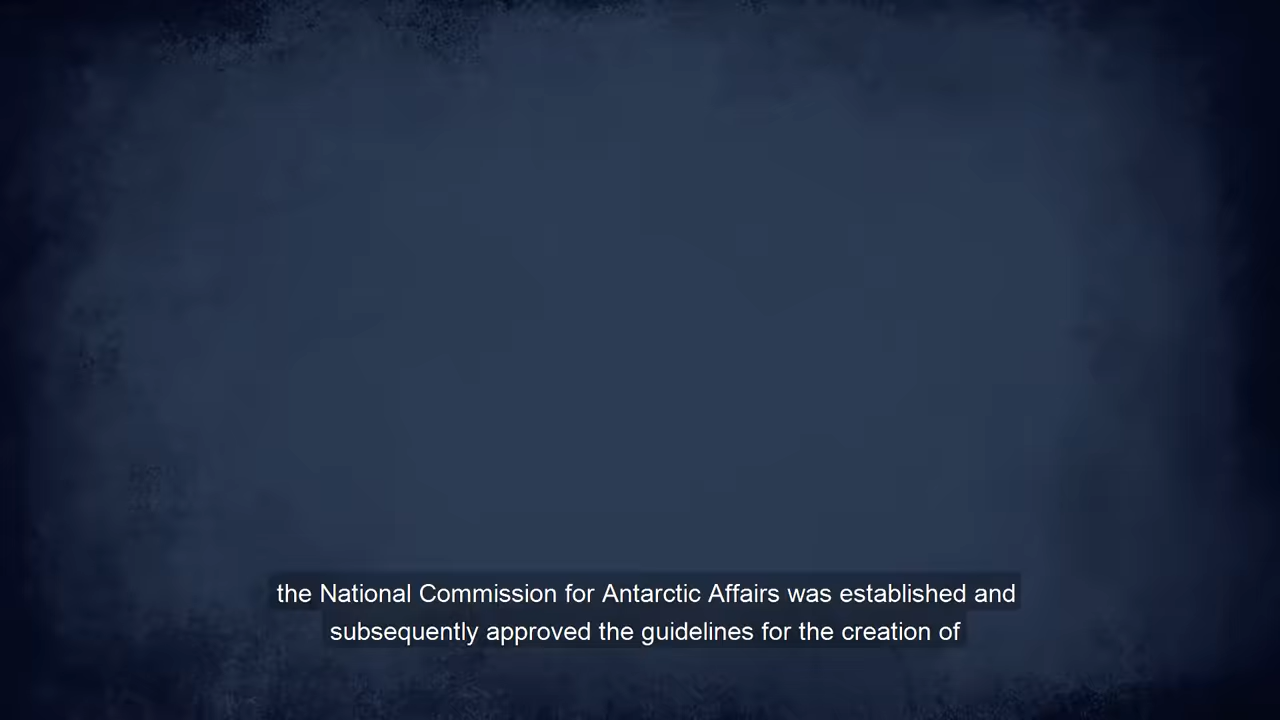 the National Commission for Antarctic Affairs was established and
subsequently approved the guidelines for the creation of